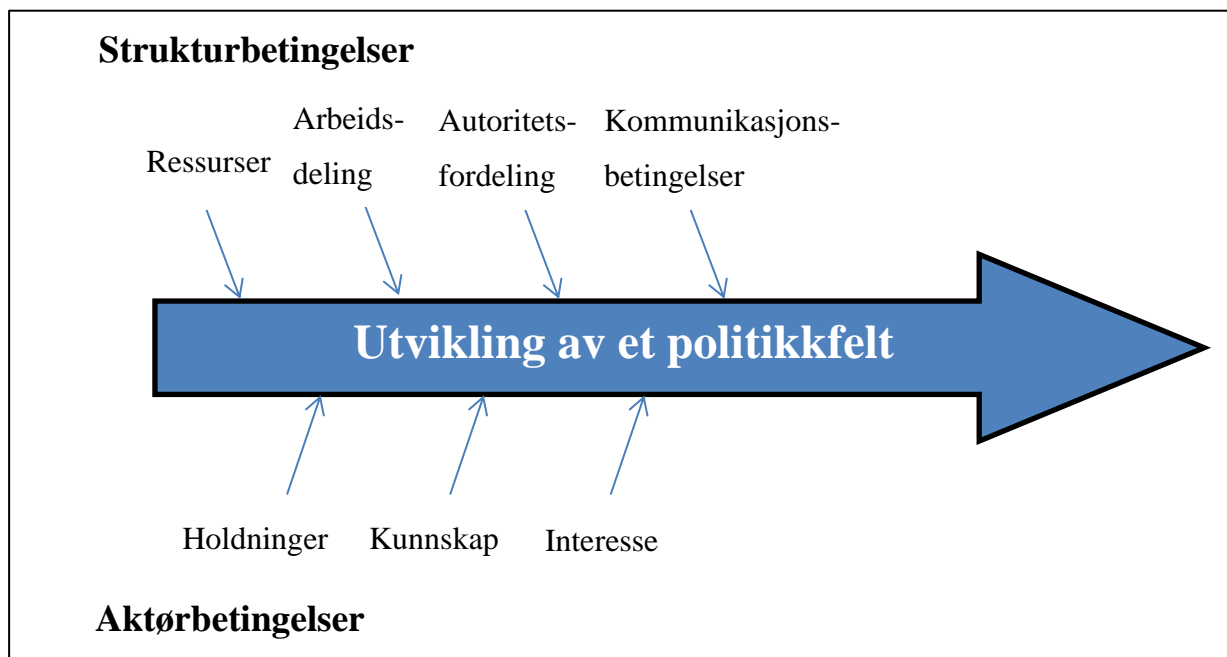 Strukturbetingelser
Ressurser
Arbeids-
deling
Autoritets-
fordeling
Kommunikasjons-
betingelser
Utvikling av et politikkfelt
Holdninger
Kunnskap
Interesse
Aktørbetingelser